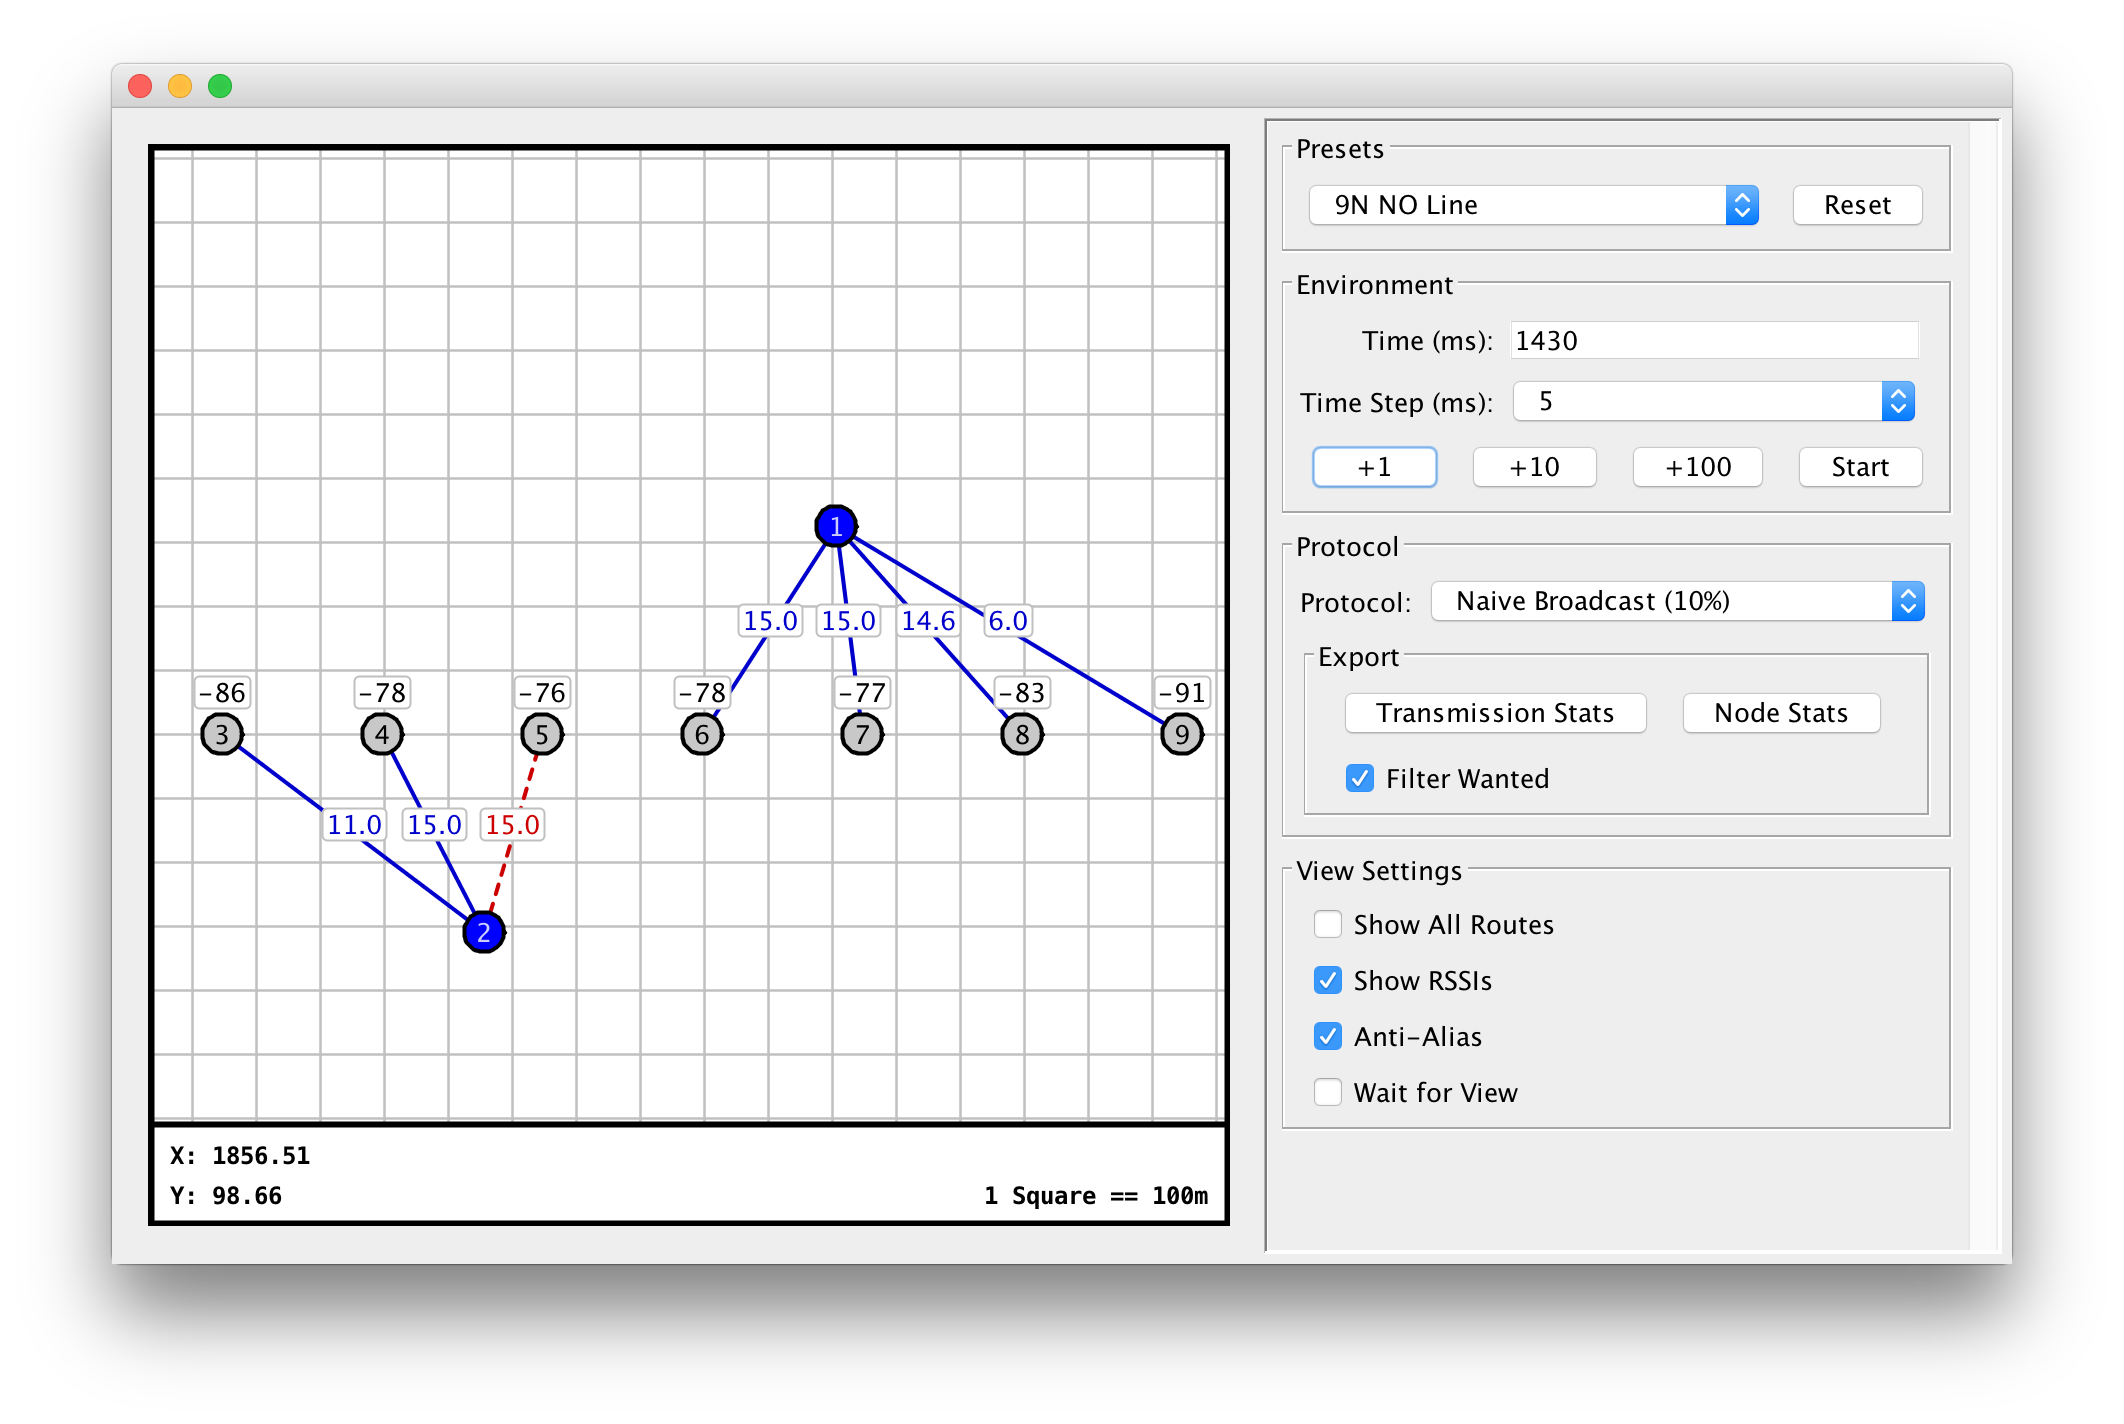 Presets
9N NO Line
Reset
Environment
Time (ms): 1430
Time Step (ms): 5
+1 +10 +100 Start
Protocol
Protocol: Naive Broadcast (10%)
Export
Transmission Stats Node Stats
Filter Wanted
View Settings
Show All Routes
Show RSSIs
Anti-Alias
Wait for View
1
15.0 15.0 14.6 6.0
-86 -78 -76 -78 -77 -83 -91
3 4 5 6 7 8 9
11.0 15.0 15.0
2
X: 1856.51
Y: 98.66
1 Square == 100m